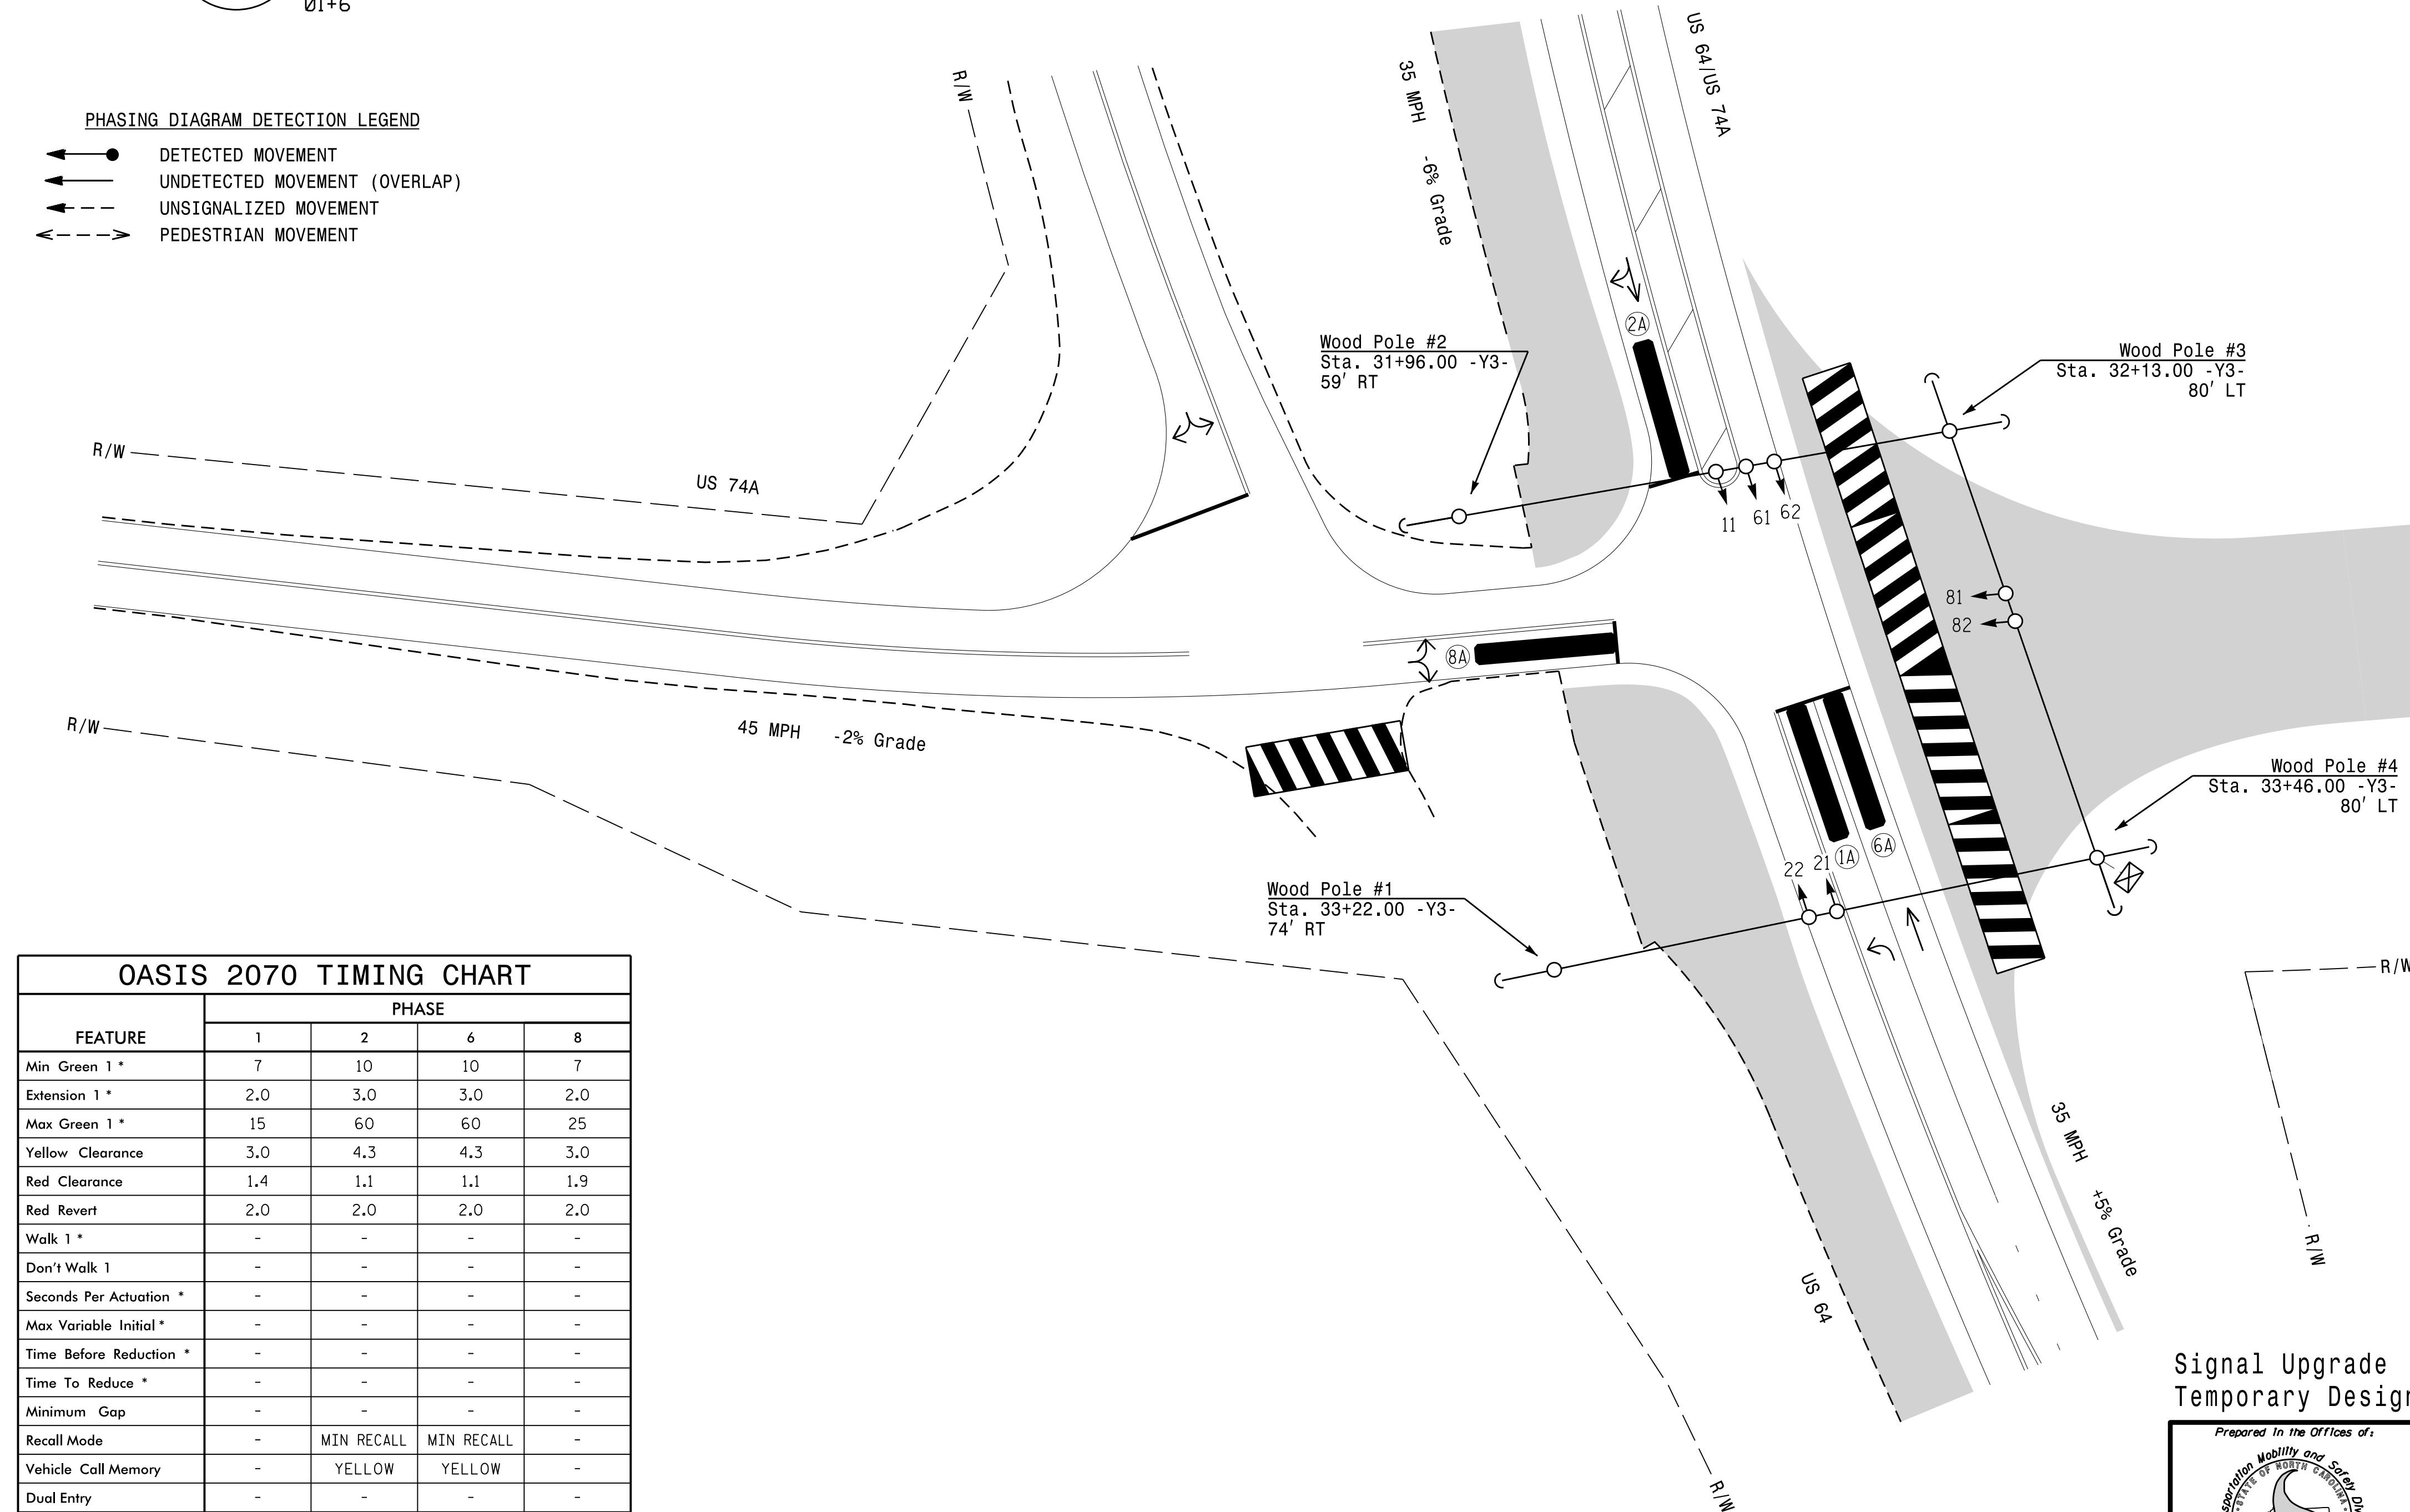 Ø1+6
PHASING DIAGRAM DETECTION LEGEND
DETECTED MOVEMENT
UNDETECTED MOVEMENT (OVERLAP)
UNSIGNALIZED MOVEMENT
PEDESTRIAN MOVEMENT
R/W
35 MPH -6% Grade
US 64/US 74A
2A
Wood Pole #2
Sta. 31+96.00 -Y3-
59' RT
Wood Pole #3
Sta. 32+13.00 -Y3-
80' LT
R/W
US 74A
11 61 62
81
82
8A
R/W
45 MPH -2% Grade
Wood Pole #4
Sta. 33+46.00 -Y3-
80' LT
22 21 1A 6A
Wood Pole #1
Sta. 33+22.00 -Y3-
74' RT
R/W
35 MPH +5% Grade
R/W
US 64
R/W
OASIS 2070 TIMING CHART
FEATURE PHASE
1 2 6 8
Min Green 1 * 7 10 10 7
Extension 1 * 2.0 3.0 3.0 2.0
Max Green 1 * 15 60 60 25
Yellow Clearance 3.0 4.3 4.3 3.0
Red Clearance 1.4 1.1 1.1 1.9
Red Revert 2.0 2.0 2.0 2.0
Walk 1 * - - - -
Don't Walk 1 - - - -
Seconds Per Actuation * - - - -
Max Variable Initial * - - - -
Time Before Reduction * - - - -
Time To Reduce * - - - -
Minimum Gap - - - -
Recall Mode - MIN RECALL MIN RECALL -
Vehicle Call Memory - YELLOW YELLOW -
Dual Entry - - - -
Signal Upgrade
Temporary Design
Prepared in the Offices of:
Mobility and Safety
STATE OF NORTH CAROLINA